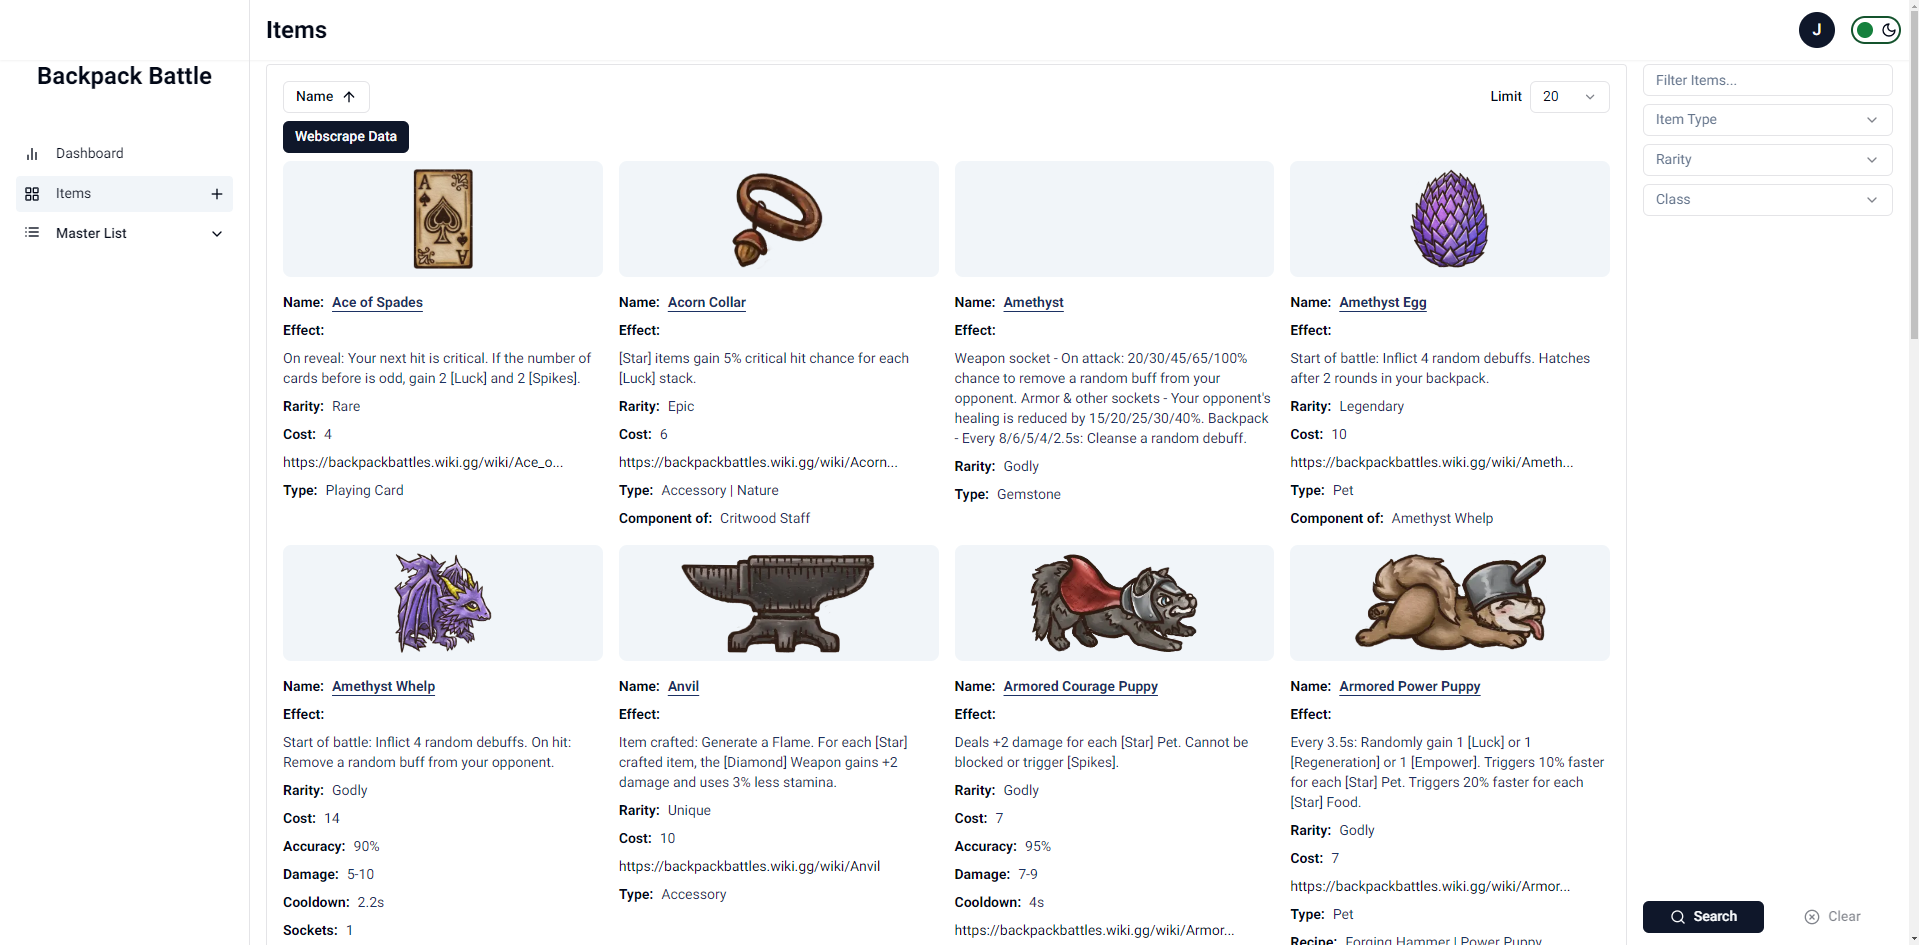 Items
J
Backpack Battle
Dashboard
Items
Master List
Name
Limit 20
Webscrape Data
Filter Items...
Item Type
Rarity
Class
A
A
Name: Ace of Spades
Effect:
On reveal: Your next hit is critical. If the number of
cards before is odd, gain 2 [Luck] and 2 [Spikes].
Rarity: Rare
Cost: 4
https://backpackbattles.wiki.gg/wiki/Ace_o...
Type: Playing Card
Name: Acorn Collar
Effect:
[Star] items gain 5% critical hit chance for each
[Luck] stack.
Rarity: Epic
Cost: 6
https://backpackbattles.wiki.gg/wiki/Acorn...
Type: Accessory | Nature
Component of: Critwood Staff
Name: Amethyst
Effect:
Weapon socket - On attack: 20/30/45/65/100%
chance to remove a random buff from your
opponent. Armor & other sockets - Your opponent's
healing is reduced by 15/20/25/30/40%. Backpack
- Every 8/6/5/4/2.5s: Cleanse a random debuff.
Rarity: Godly
Type: Gemstone
Name: Amethyst Egg
Effect:
Start of battle: Inflict 4 random debuffs. Hatches
after 2 rounds in your backpack.
Rarity: Legendary
Cost: 10
https://backpackbattles.wiki.gg/wiki/Ameth...
Type: Pet
Component of: Amethyst Whelp
Name: Amethyst Whelp
Effect:
Start of battle: Inflict 4 random debuffs. On hit:
Remove a random buff from your opponent.
Rarity: Godly
Cost: 14
Accuracy: 90%
Damage: 5-10
Cooldown: 2.2s
Sockets: 1
Name: Anvil
Effect:
Item crafted: Generate a Flame. For each [Star]
crafted item, the [Diamond] Weapon gains +2
damage and uses 3% less stamina.
Rarity: Unique
Cost: 10
https://backpackbattles.wiki.gg/wiki/Anvil
Type: Accessory
Name: Armored Courage Puppy
Effect:
Deals +2 damage for each [Star] Pet. Cannot be
blocked or trigger [Spikes].
Rarity: Godly
Cost: 7
Accuracy: 95%
Damage: 7-9
Cooldown: 4s
https://backpackbattles.wiki.gg/wiki/Armor...
Name: Armored Power Puppy
Effect:
Every 3.5s: Randomly gain 1 [Luck] or 1
[Regeneration] or 1 [Empower]. Triggers 10% faster
for each [Star] Pet. Triggers 20% faster for each
[Star] Food.
Rarity: Godly
Cost: 7
https://backpackbattles.wiki.gg/wiki/Armor...
Type: Pet
Recipe: Forging Hammer | Power Puppy
Search
Clear